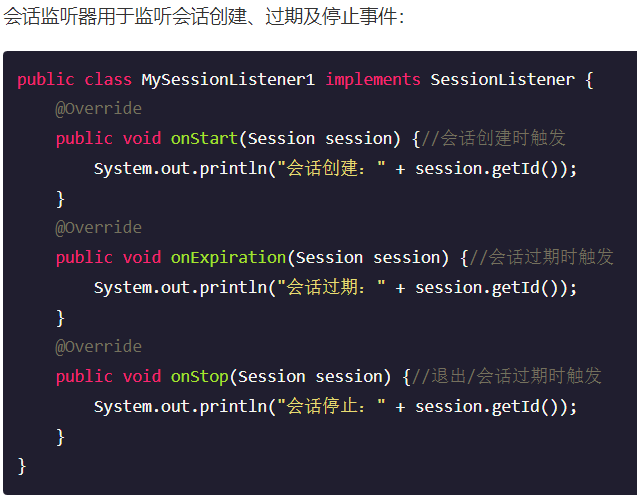 会话监听器用于监听会话创建、过期及停止事件：
public class MySessionListener1 implements SessionListener {
    @Override
    public void onStart(Session session) {//会话创建时触发
        System.out.println("会话创建：" + session.getId());
    }
    @Override
    public void onExpiration(Session session) {//会话过期时触发
        System.out.println("会话过期：" + session.getId());
    }
    @Override
    public void onStop(Session session) {//退出/会话过期时触发
        System.out.println("会话停止：" + session.getId());
    }
}